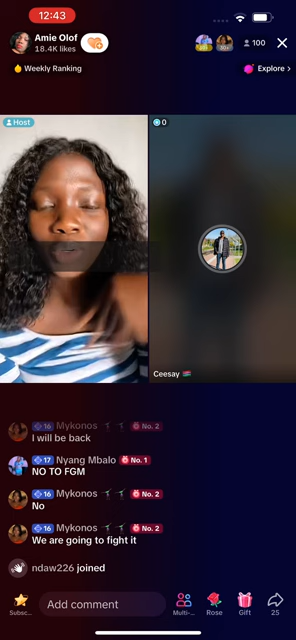 12:43
Amie Olof
18.4K likes
20+
30+
100
Weekly Ranking
Explore >
Host
0
Ceesay
16 Mykonos No. 2
I will be back
17 Nyang Mbalo No. 1
NO TO FGM
16 Mykonos No. 2
No
16 Mykonos No. 2
We are going to fight it
ndaw226 joined
Add comment
Subsc...
Multi-...
Rose
Gift
25